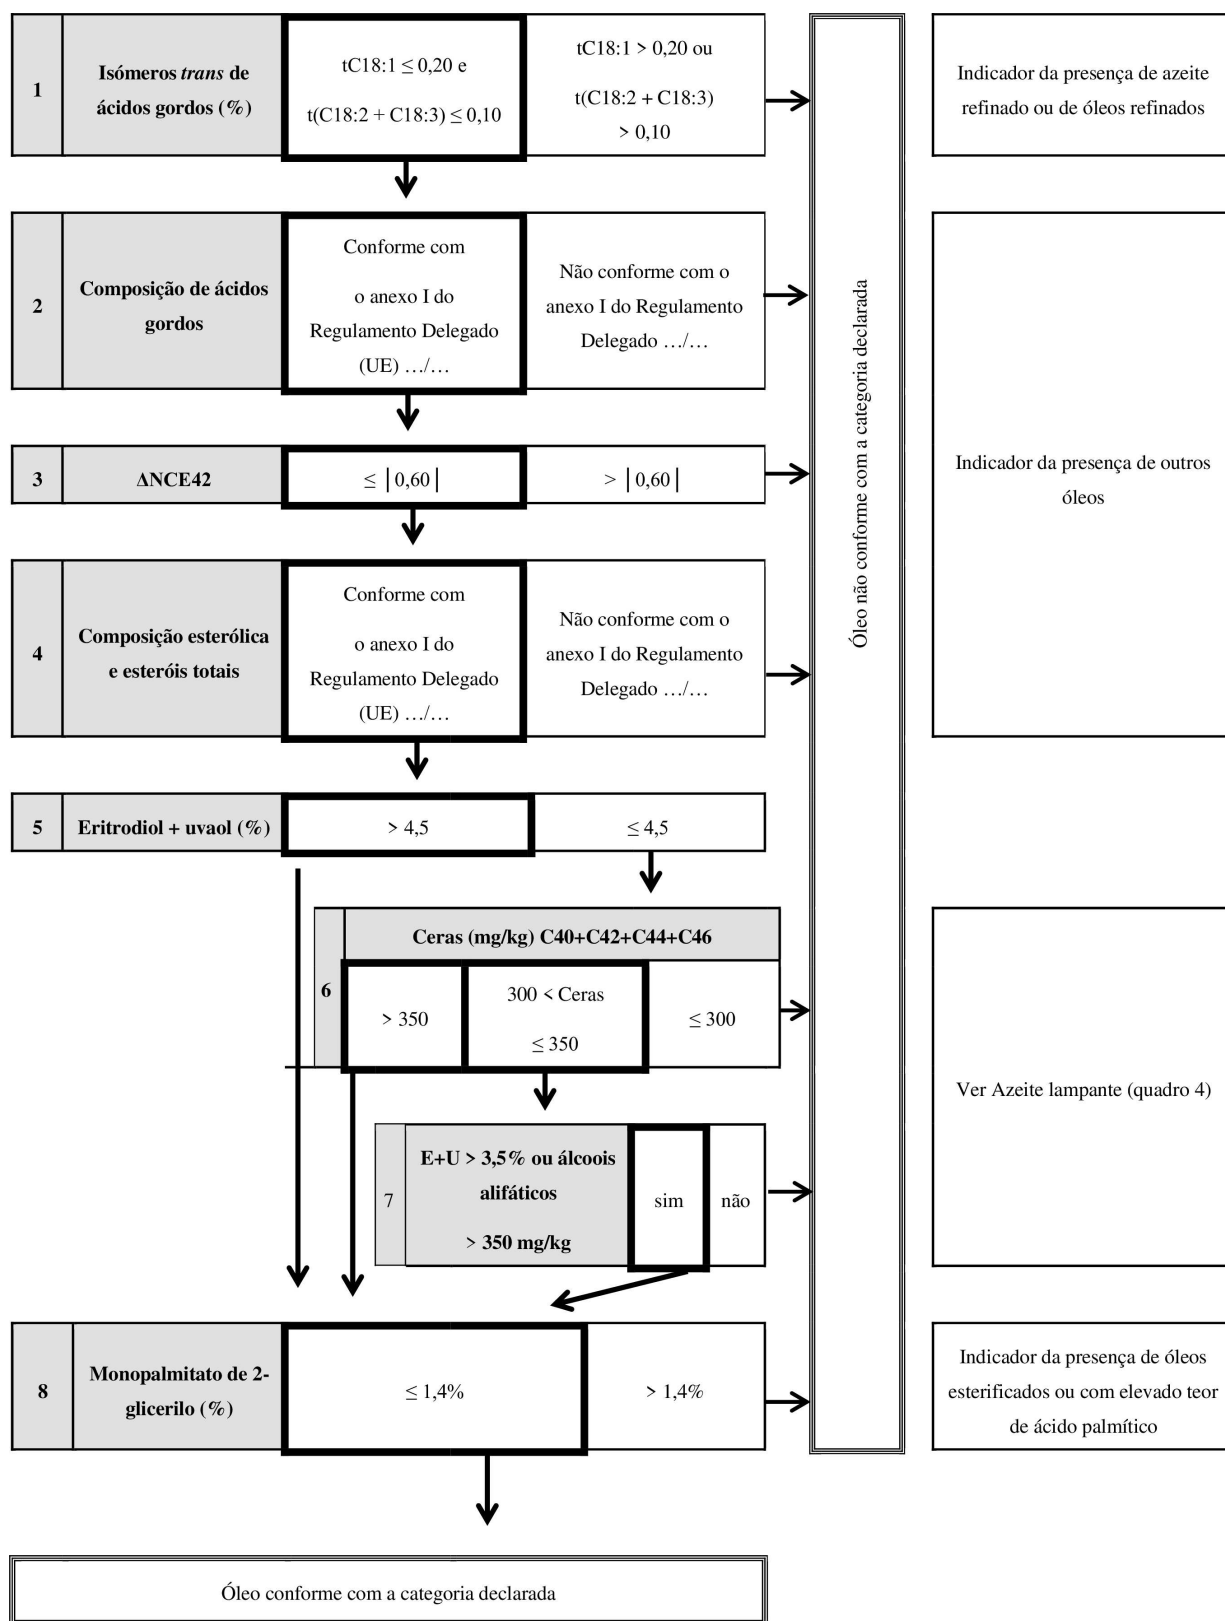 1
Isómeros trans de
ácidos gordos (%)
tC18:1 ≤ 0,20 e
t(C18:2 + C18:3) ≤ 0,10
tC18:1 > 0,20 ou
t(C18:2 + C18:3)
> 0,10
Indicador da presença de azeite
refinado ou de óleos refinados
2
Composição de ácidos
gordos
Conforme com
o anexo I do
Regulamento Delegado
(UE) …/…
Não conforme com o
anexo I do Regulamento
Delegado …/…
3
ΔNCE42
≤ |0,60|
> |0,60|
4
Composição esterólica
e esteróis totais
Conforme com
o anexo I do
Regulamento Delegado
(UE) …/…
Não conforme com o
anexo I do Regulamento
Delegado …/…
Indicador da presença de outros
óleos
Óleo não conforme com a categoria declarada
5
Eritrodiol + uvaol (%)
> 4,5
≤ 4,5
6
Ceras (mg/kg) C40+C42+C44+C46
> 350
300 < Ceras
≤ 350
≤ 300
7
E+U > 3,5% ou álcoois
alifáticos
> 350 mg/kg
sim
não
Ver Azeite lampante (quadro 4)
8
Monopalmitato de 2-
glicerilo (%)
≤ 1,4%
> 1,4%
Indicador da presença de óleos
esterificados ou com elevado teor
de ácido palmítico
Óleo conforme com a categoria declarada